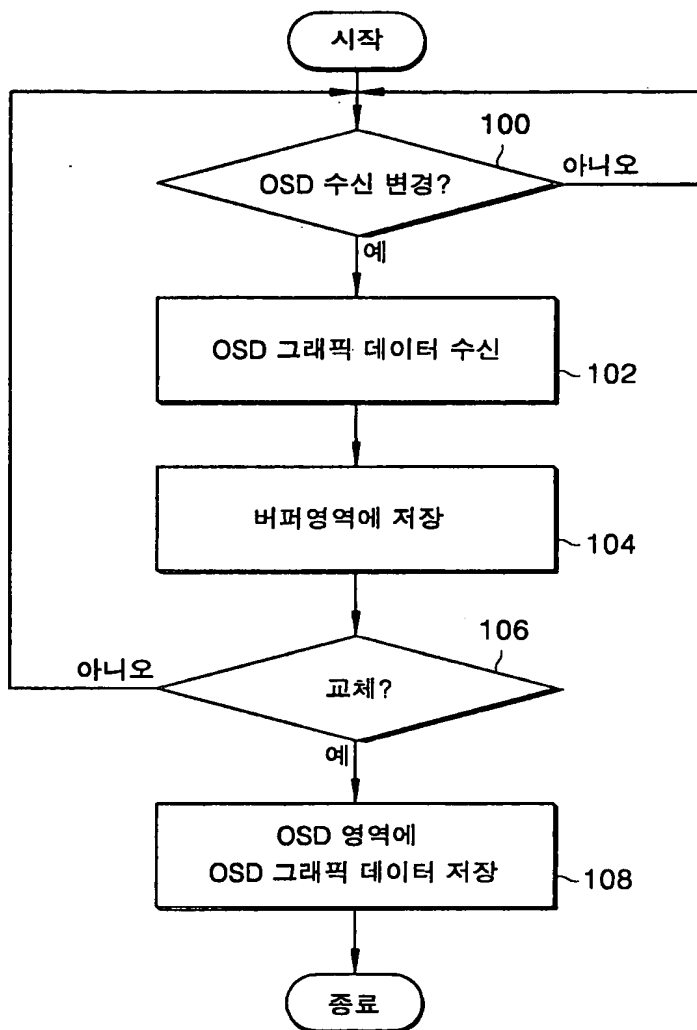 시작
100
OSD 수신 변경?
아니오
예
OSD 그래픽 데이터 수신
102
버퍼영역에 저장
104
106
아니오
교체?
예
OSD 영역에
OSD 그래픽 데이터 저장
108
종료